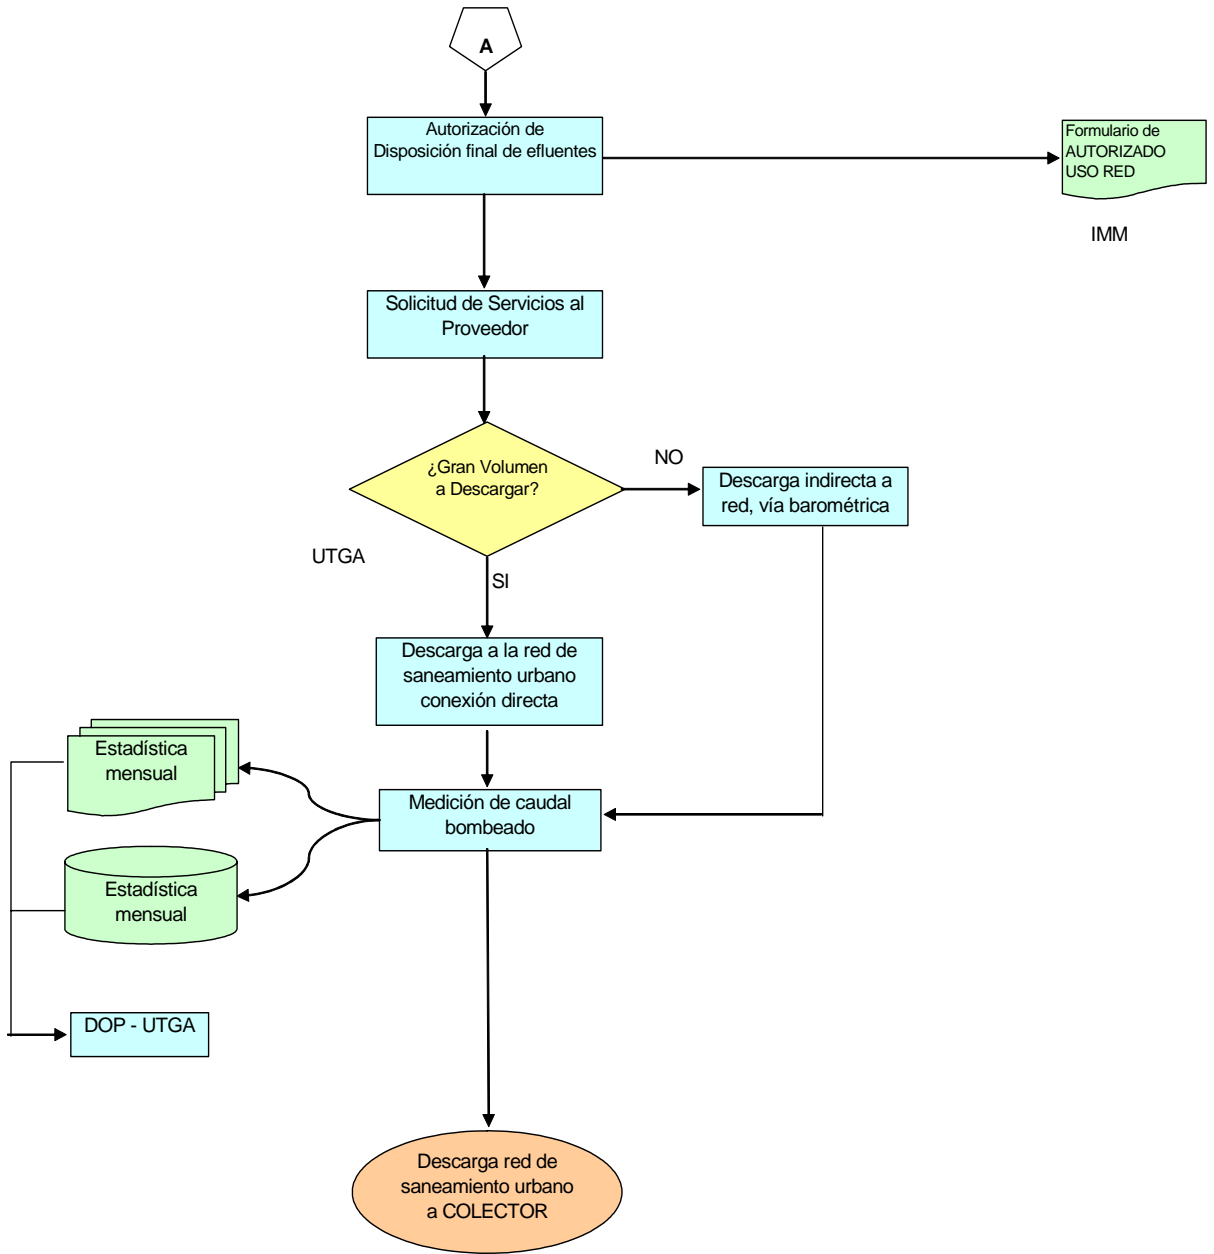 A
Autorización de
Disposición final de efluentes
Formulario de
AUTORIZADO
USO RED
IMM
Solicitud de Servicios al
Proveedor
¿Gran Volumen
a Descargar?
NO
Descarga indirecta a
red, vía barométrica
UTGA
SI
Descarga a la red de
saneamiento urbano
conexión directa
Estadística
mensual
Medición de caudal
bombeado
Estadística
mensual
DOP - UTGA
Descarga red de
saneamiento urbano
a COLECTOR